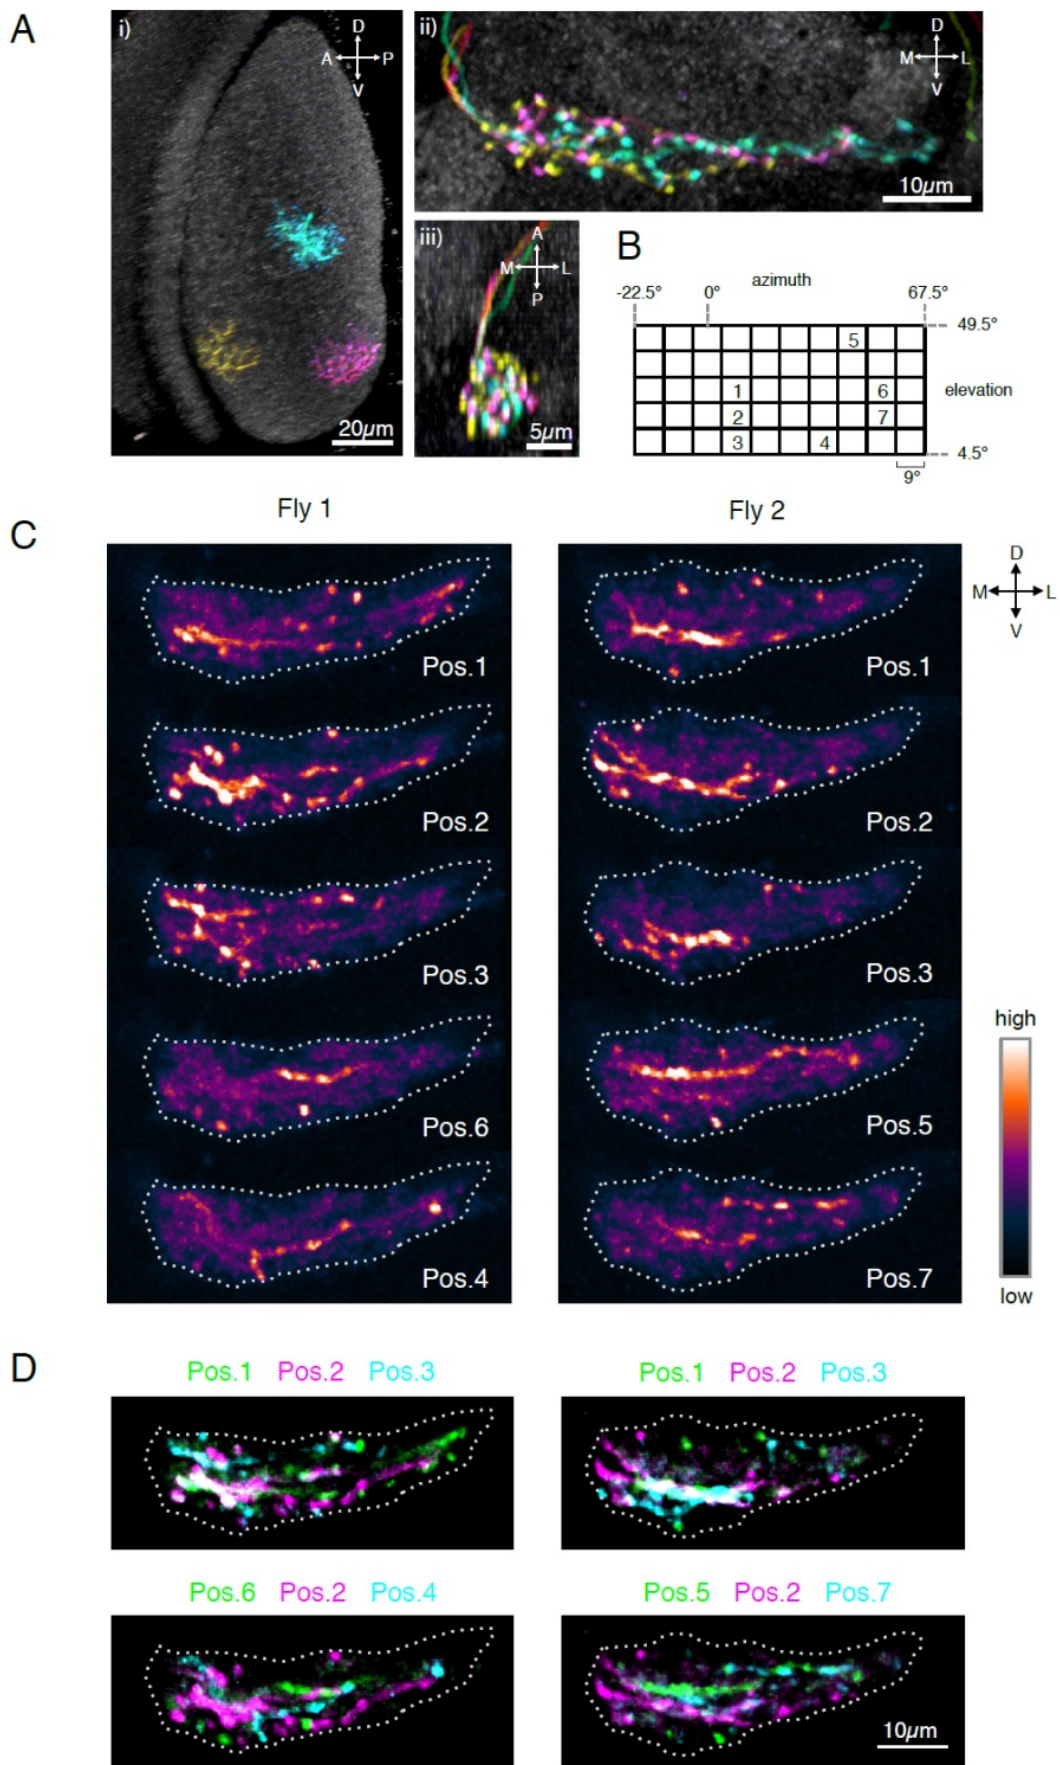 A
i)
D
A P
V
20µm
ii)
D
M L
V
10µm
iii)
A
M L
P
5µm
B
azimuth
-22.5° 0° 67.5°
49.5°
5
1 6
elevation
2 7
3 4
4.5°
9°
Fly 1 Fly 2
C
D
M L
V
Pos.1 Pos.1
Pos.2 Pos.2
Pos.3 Pos.3
high
Pos.6 Pos.5
Pos.4 Pos.7
low
D
Pos.1 Pos.2 Pos.3 Pos.1 Pos.2 Pos.3
Pos.6 Pos.2 Pos.4 Pos.5 Pos.2 Pos.7
10µm